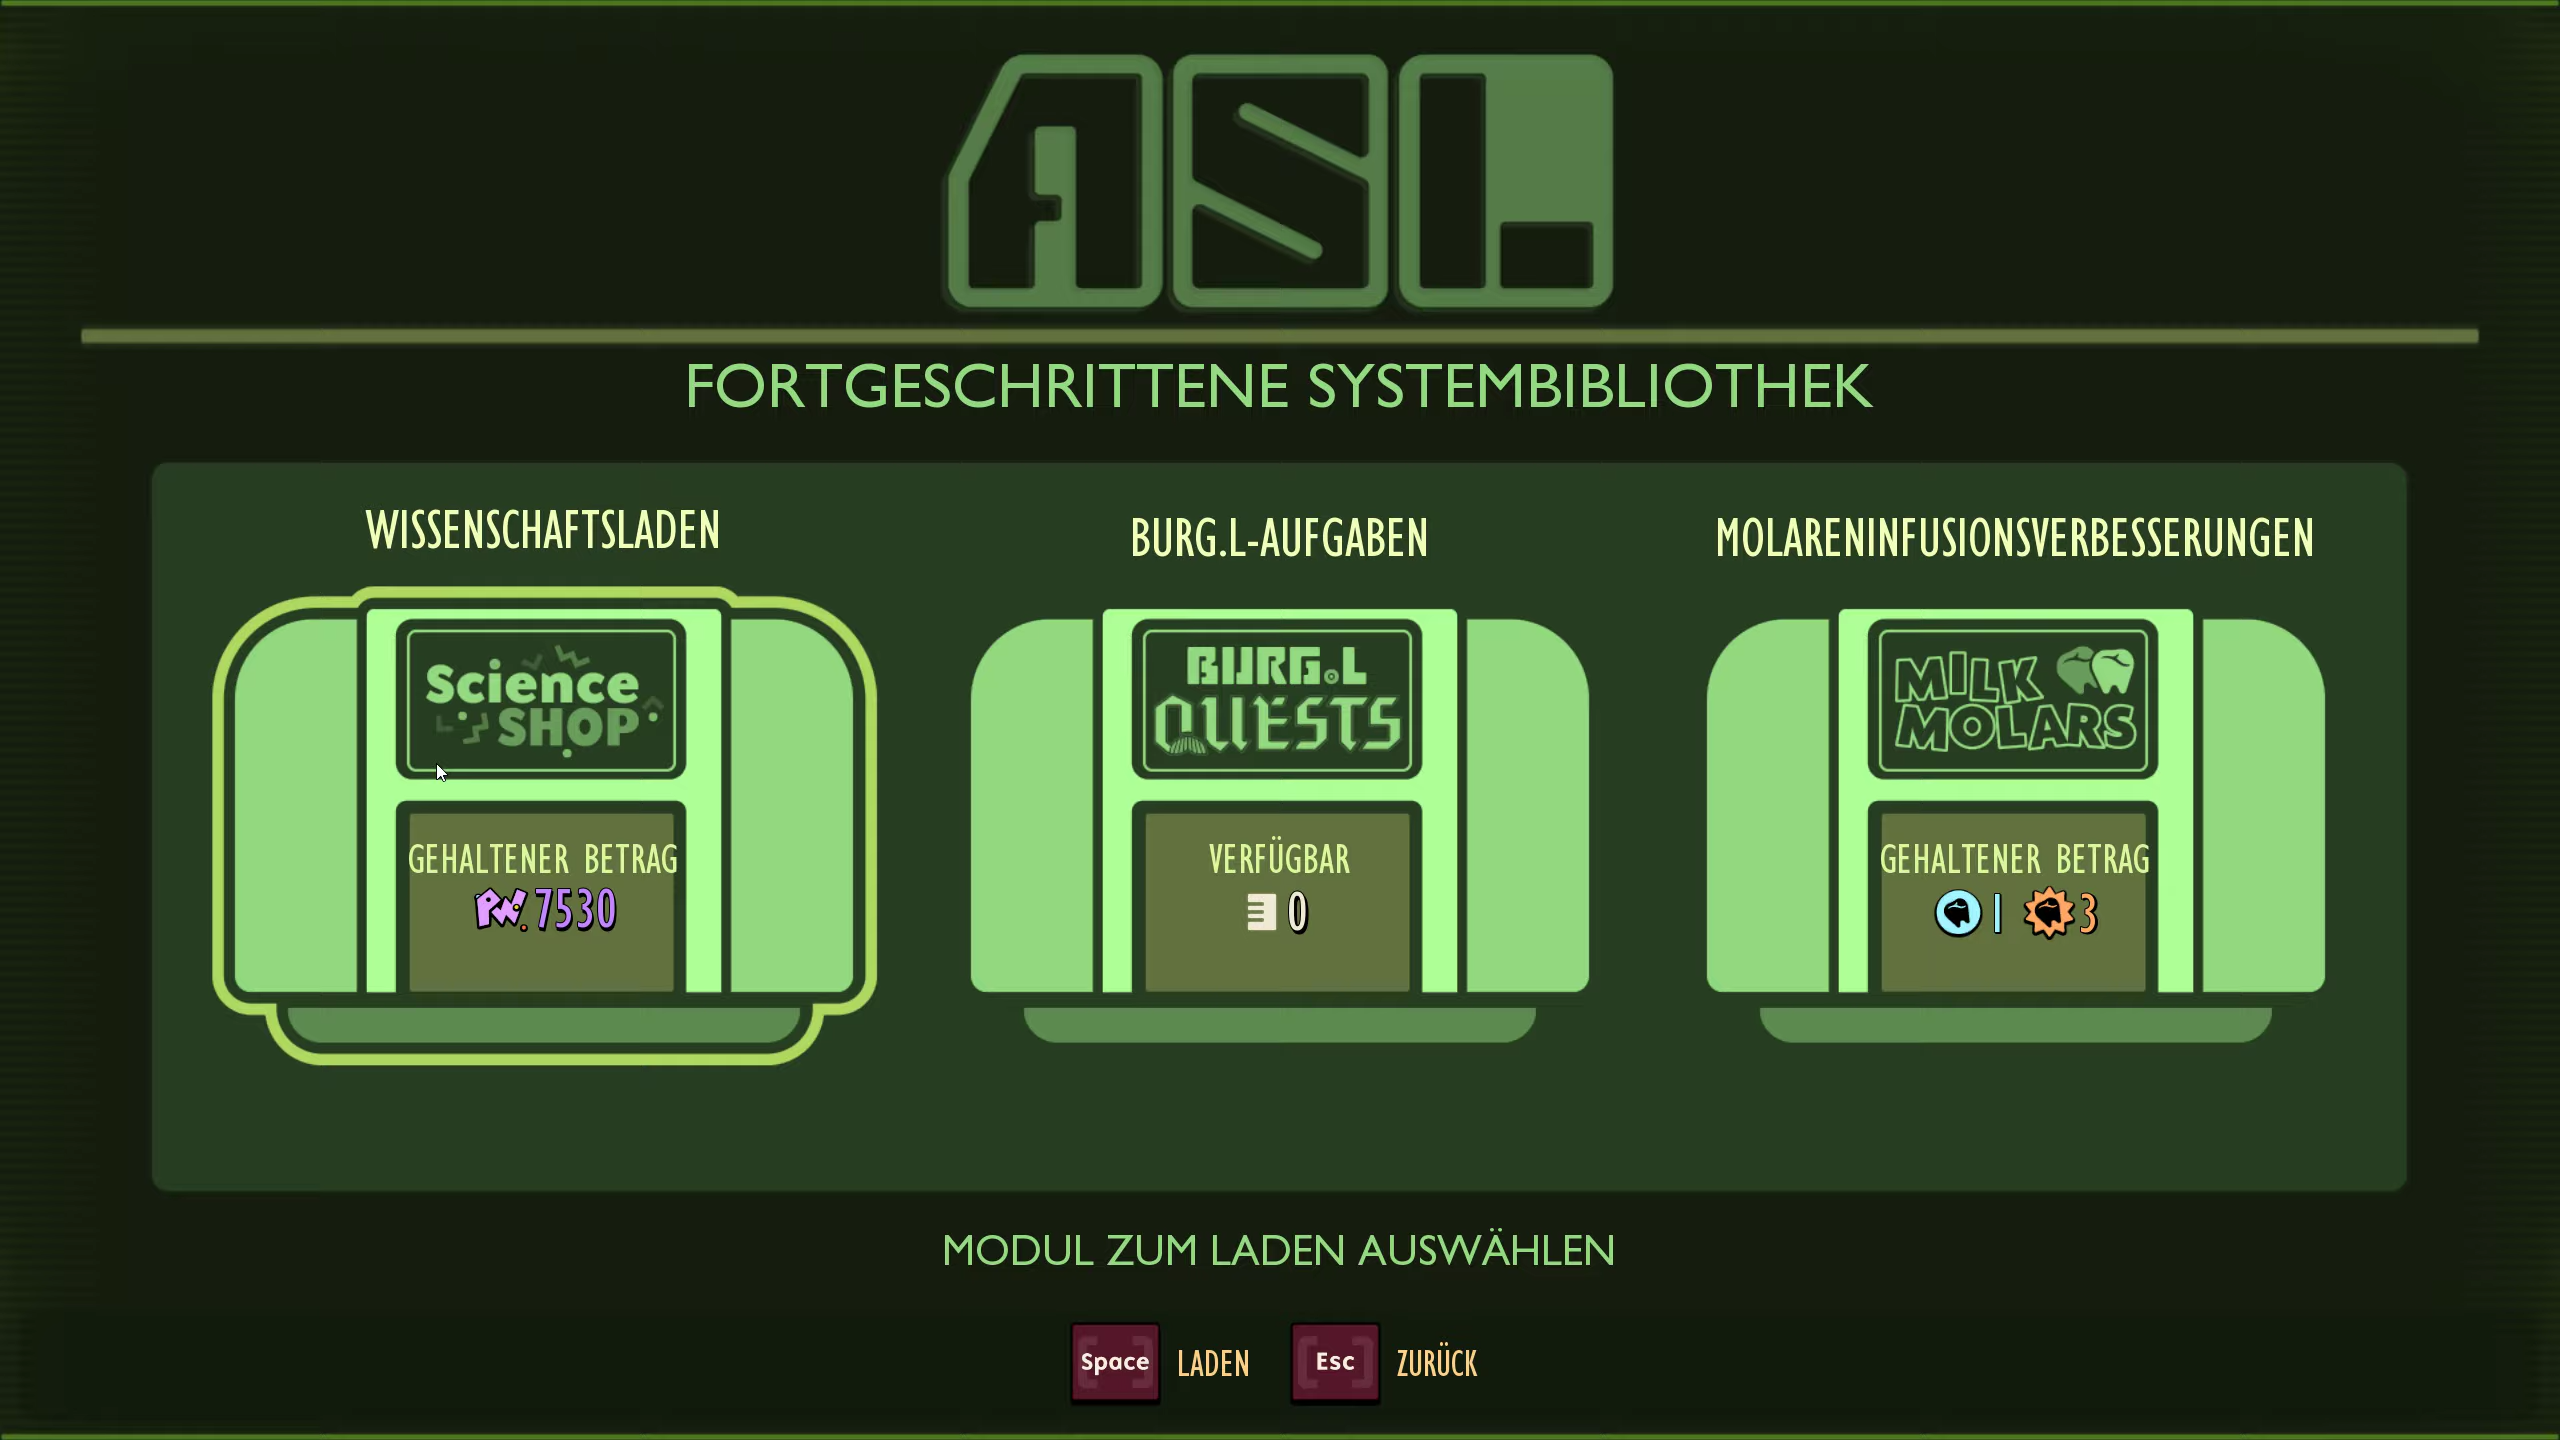 ASL
FORTGESCHRITTENE SYSTEMBIBLIOTHEK
WISSENSCHAFTSLADEN
Science
SHOP
GEHALTENER BETRAG
7530
BURG.L-AUFGABEN
BURG.L
QUESTS
VERFÜGBAR
0
MOLARENINFUSIONSVERBESSERUNGEN
MILK
MOLARS
GEHALTENER BETRAG
1 3
MODUL ZUM LADEN AUSWÄHLEN
Space LADEN Esc ZURÜCK